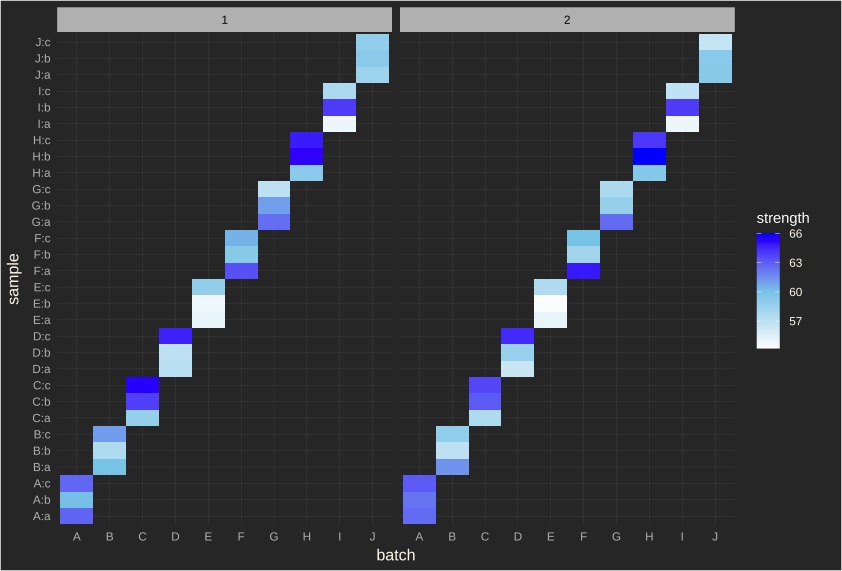 1 2
J:c
J:b
J:a
I:c
I:b
I:a
H:c
H:b
H:a
G:c
G:b
G:a
F:c
F:b
F:a
E:c
E:b
E:a
D:c
D:b
D:a
C:c
C:b
C:a
B:c
B:b
B:a
A:c
A:b
A:a
sample
A B C D E F G H I J A B C D E F G H I J
batch
strength
66
63
60
57